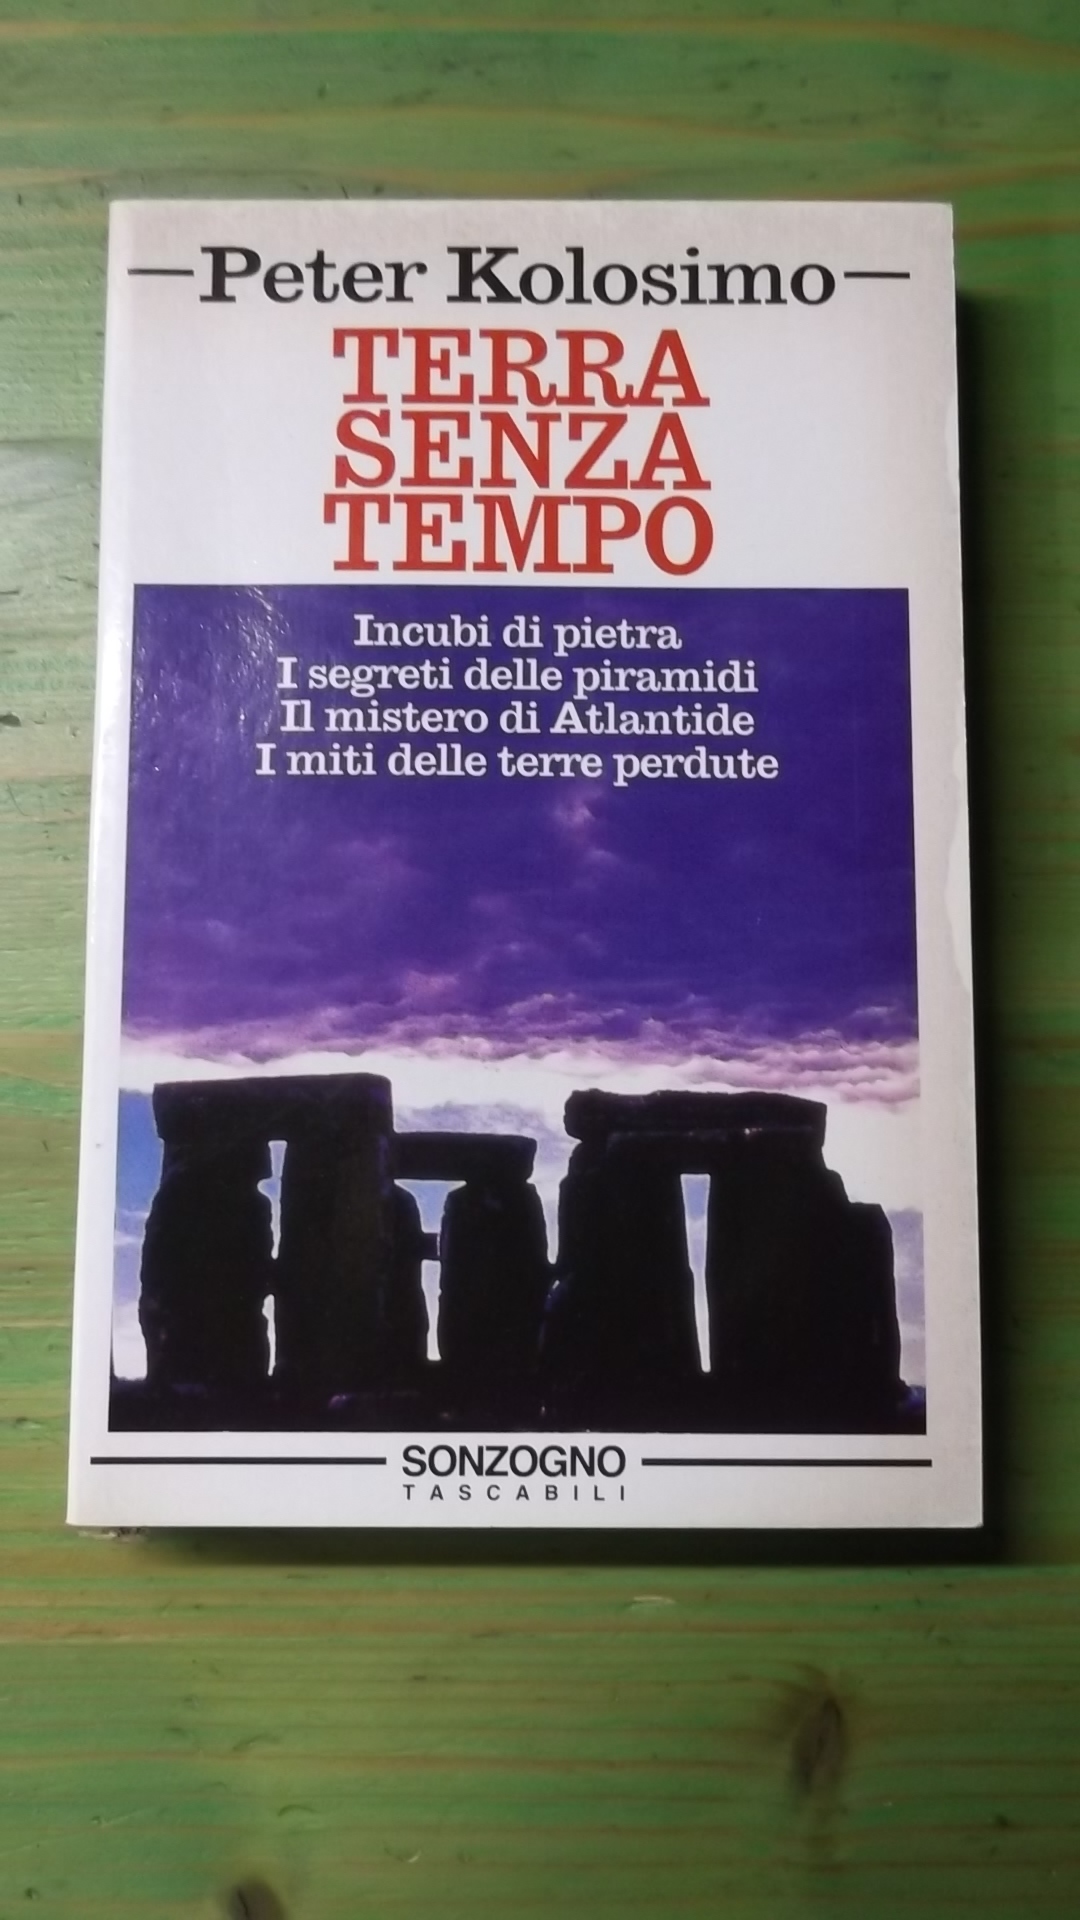 Peter Kolosimo
TERRA
SENZA
TEMPO
Incubi di pietra
I segreti delle piramidi
Il mistero di Atlantide
I miti delle terre perdute
SONZOGNO
TASCABILI